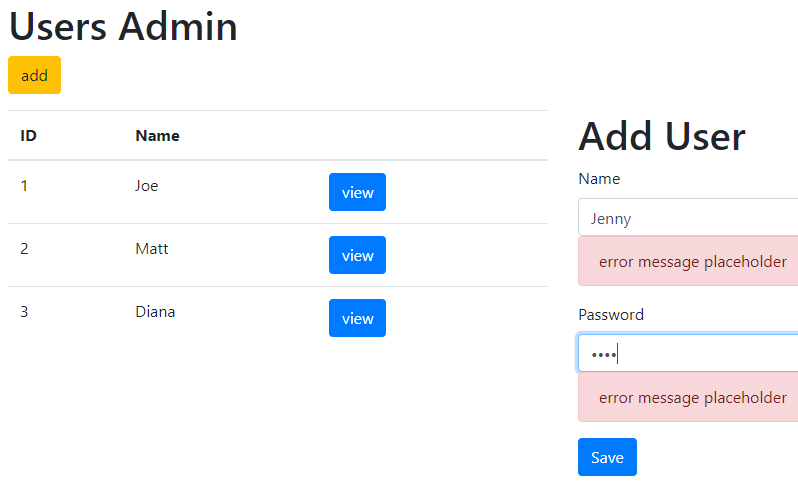 Users Admin
add
ID Name
1 Joe view
2 Matt view
3 Diana view
Add User
Name
Jenny
error message placeholder
Password
••••
error message placeholder
Save